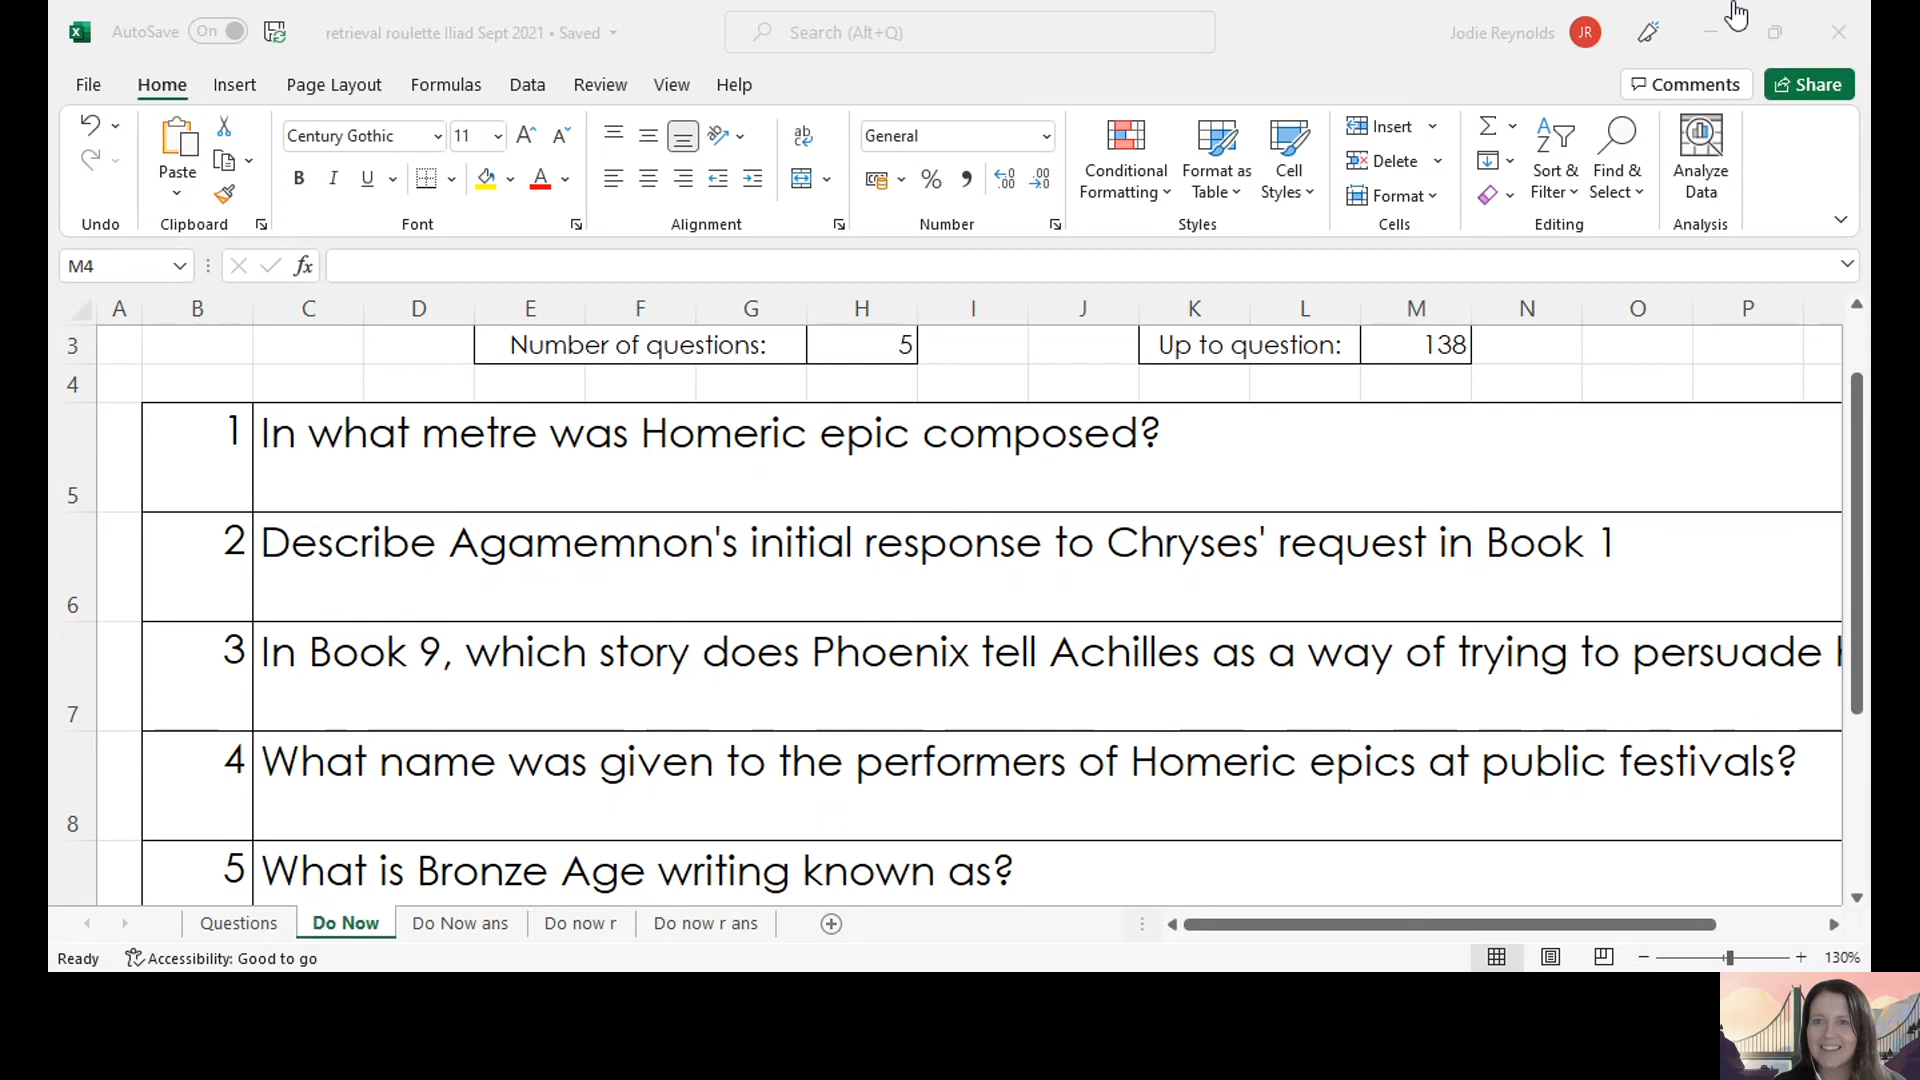 AutoSave On retrieval roulette Iliad Sept 2021 • Saved Search (Alt+Q) Jodie Reynolds JR
File Home Insert Page Layout Formulas Data Review View Help Comments Share
Paste Century Gothic 11 General Conditional Formatting Format as Table Cell Styles Insert Delete Format Sort & Filter Find & Select Analyze Data
Undo Clipboard Font Alignment Number Styles Cells Editing Analysis
M4 fx
A B C D E F G H I J K L M N O P
3 Number of questions: 5 Up to question: 138
4
1 In what metre was Homeric epic composed?
5
2 Describe Agamemnon's initial response to Chryses' request in Book 1
6
3 In Book 9, which story does Phoenix tell Achilles as a way of trying to persuade
7
4 What name was given to the performers of Homeric epics at public festivals?
8
5 What is Bronze Age writing known as?
Questions Do Now Do Now ans Do now r Do now r ans
Ready Accessibility: Good to go 130%